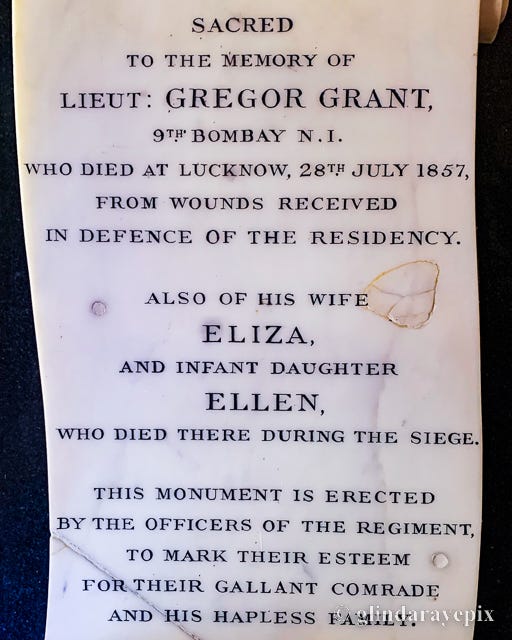 SACRED
TO THE MEMORY OF
LIEUT: GREGOR GRANT,
9TH BOMBAY N.I.
WHO DIED AT LUCKNOW, 28TH JULY 1857,
FROM WOUNDS RECEIVED
IN DEFENCE OF THE RESIDENCY.
ALSO OF HIS WIFE
ELIZA,
AND INFANT DAUGHTER
ELLEN,
WHO DIED THERE DURING THE SIEGE.
THIS MONUMENT IS ERECTED
BY THE OFFICERS OF THE REGIMENT,
TO MARK THEIR ESTEEM
FOR THEIR GALLANT COMRADE
AND HIS HAPLESS FAMILY.
© glindarayepix